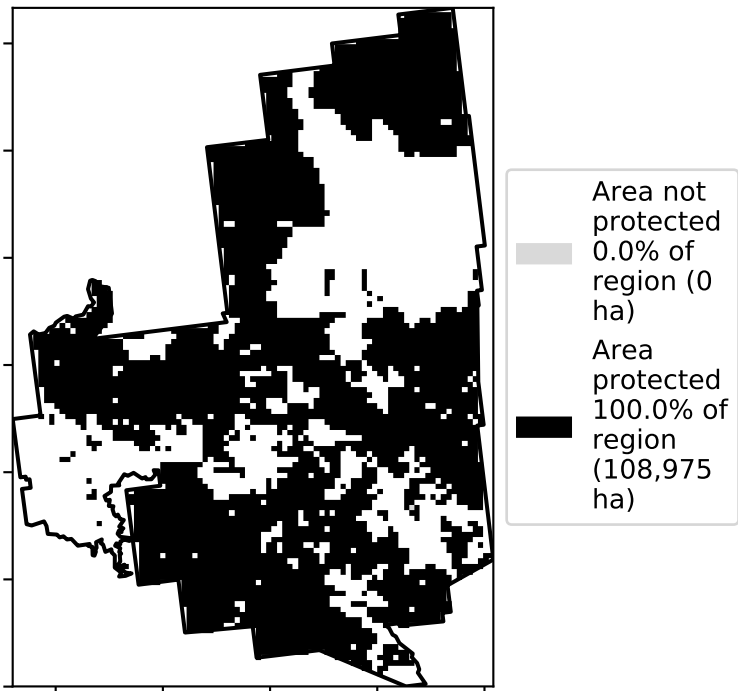 Area not
protected
0.0% of
region (0
ha)
Area
protected
100.0% of
region
(108,975
ha)